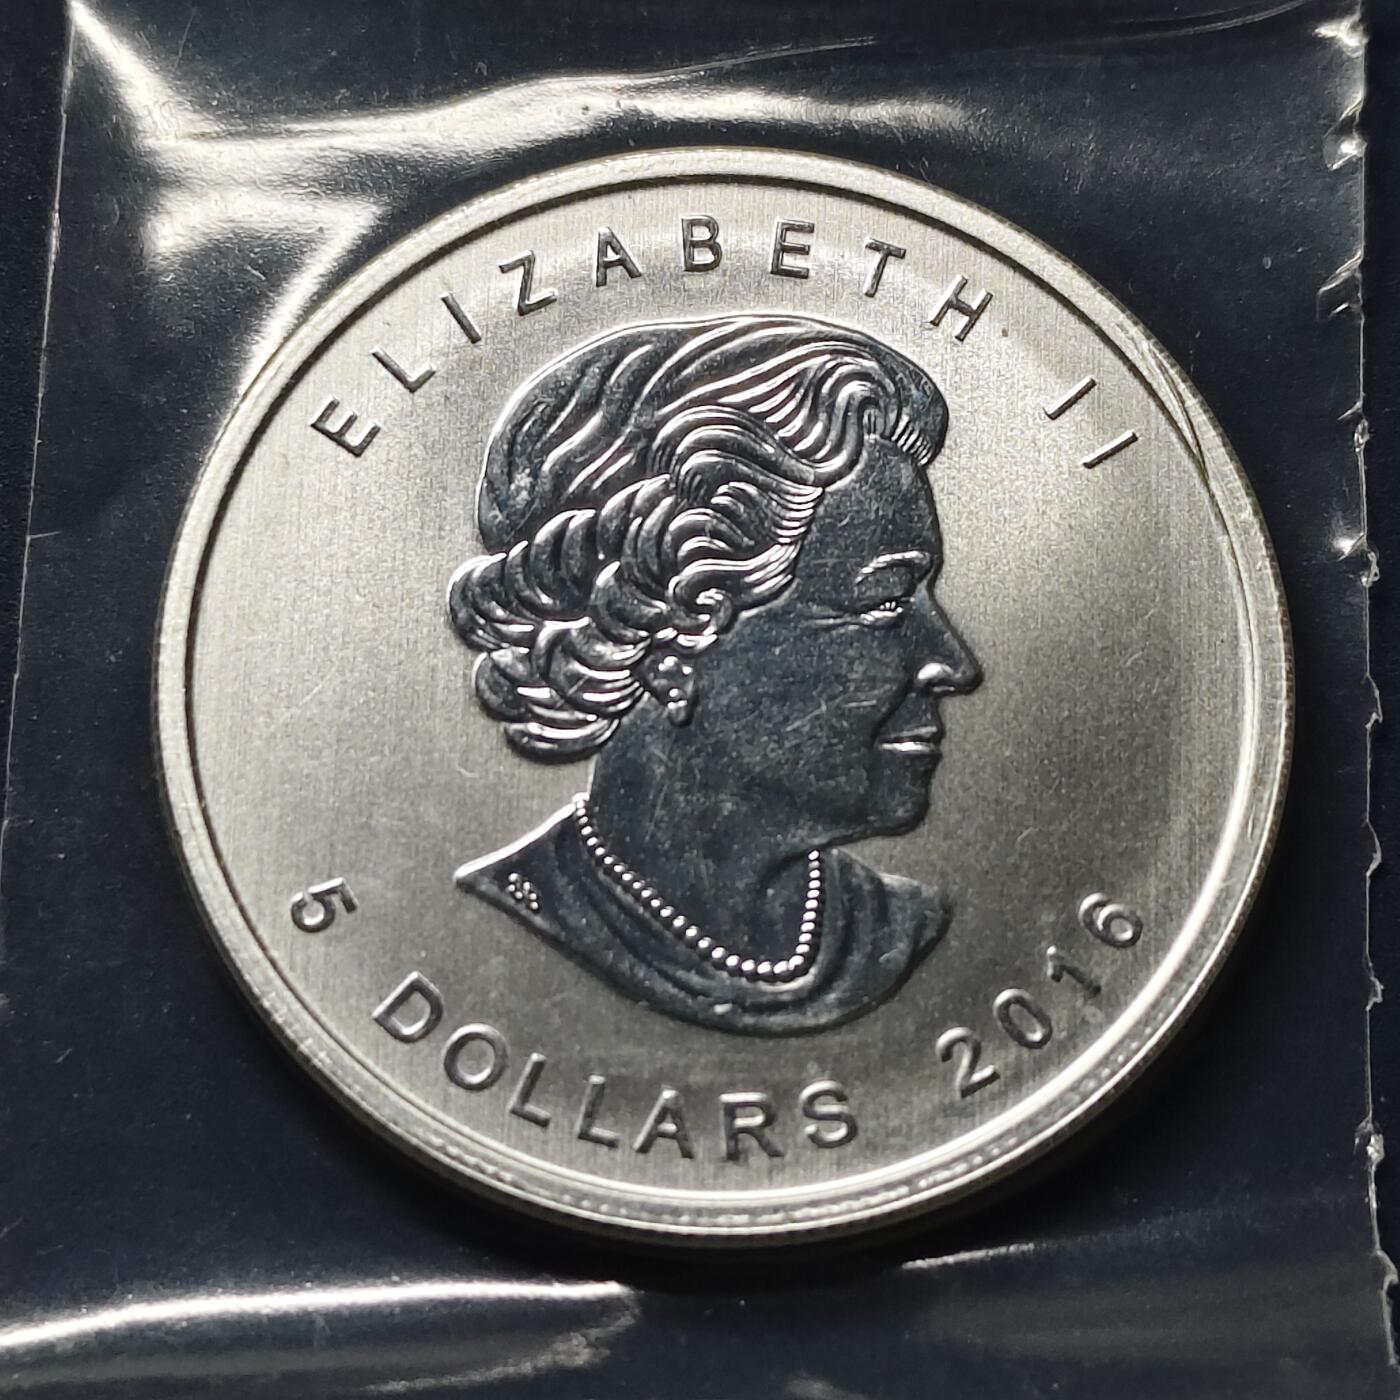 ELIZABETH II
5 DOLLARS 2016